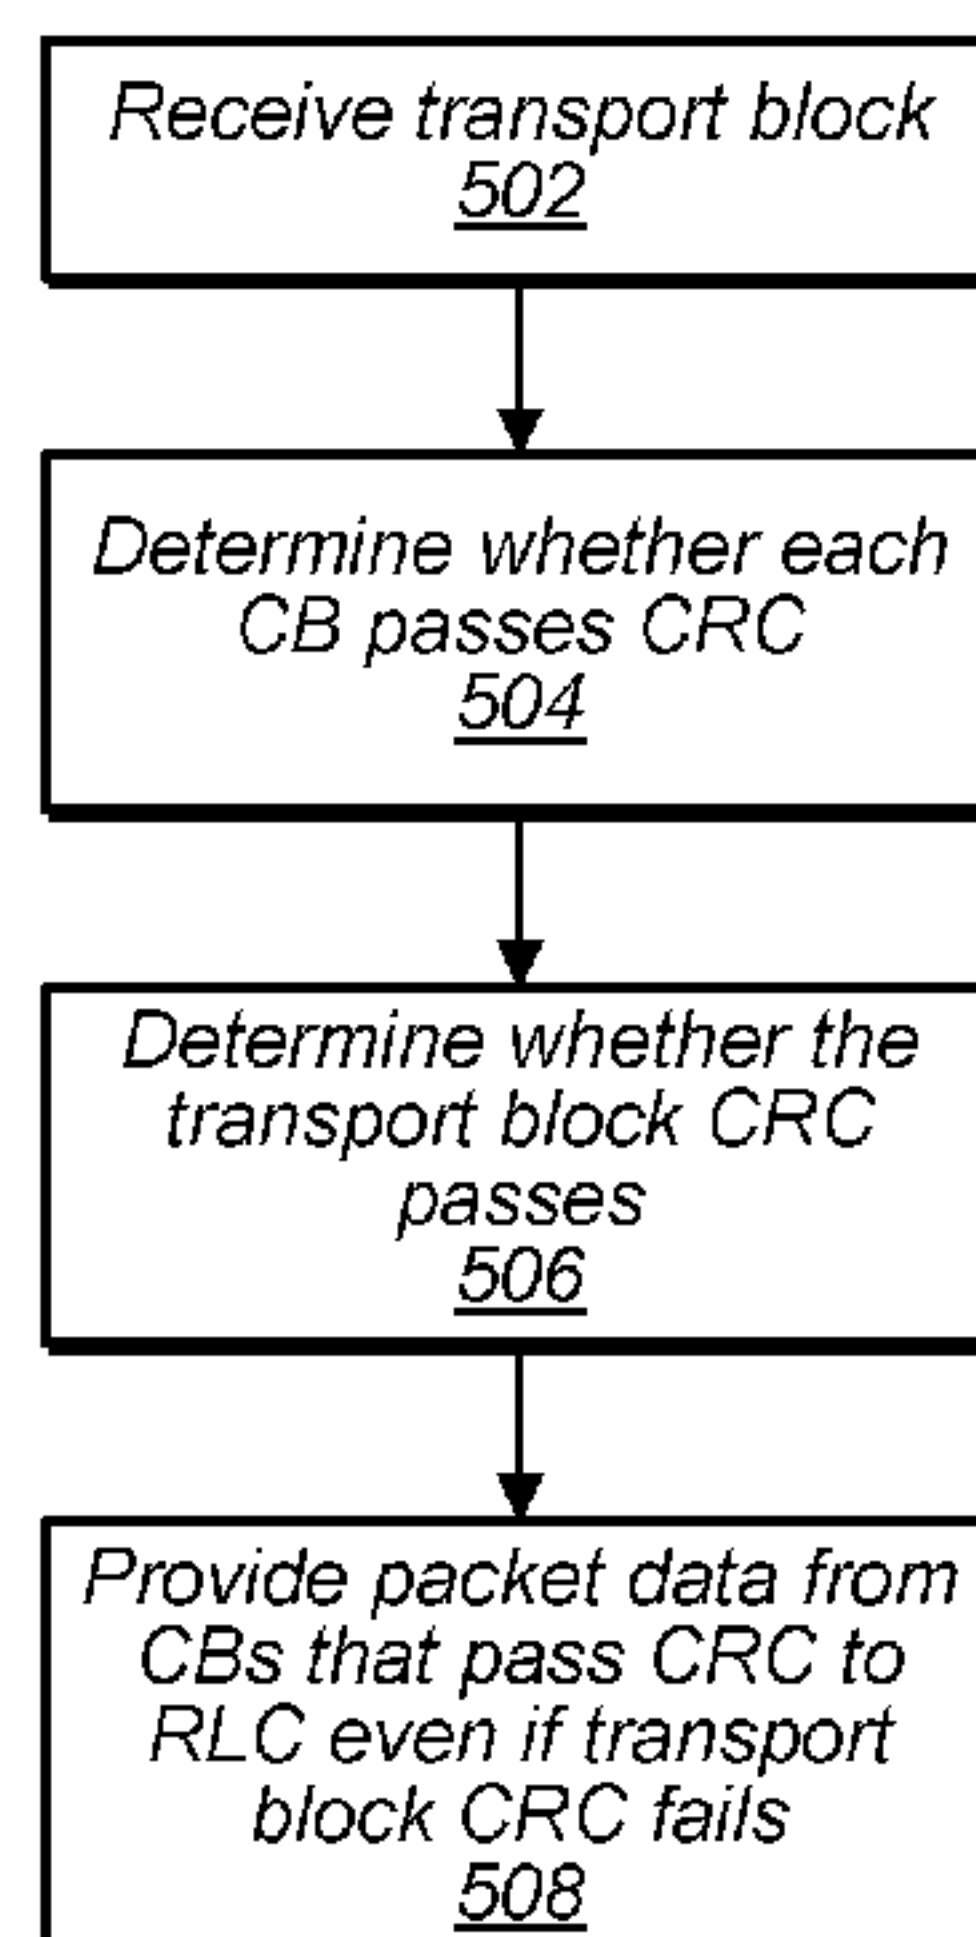 Receive transport block
502
Determine whether each
CB passes CRC
504
Determine whether the
transport block CRC
passes
506
Provide packet data from
CBs that pass CRC to
RLC even if transport
block CRC fails
508